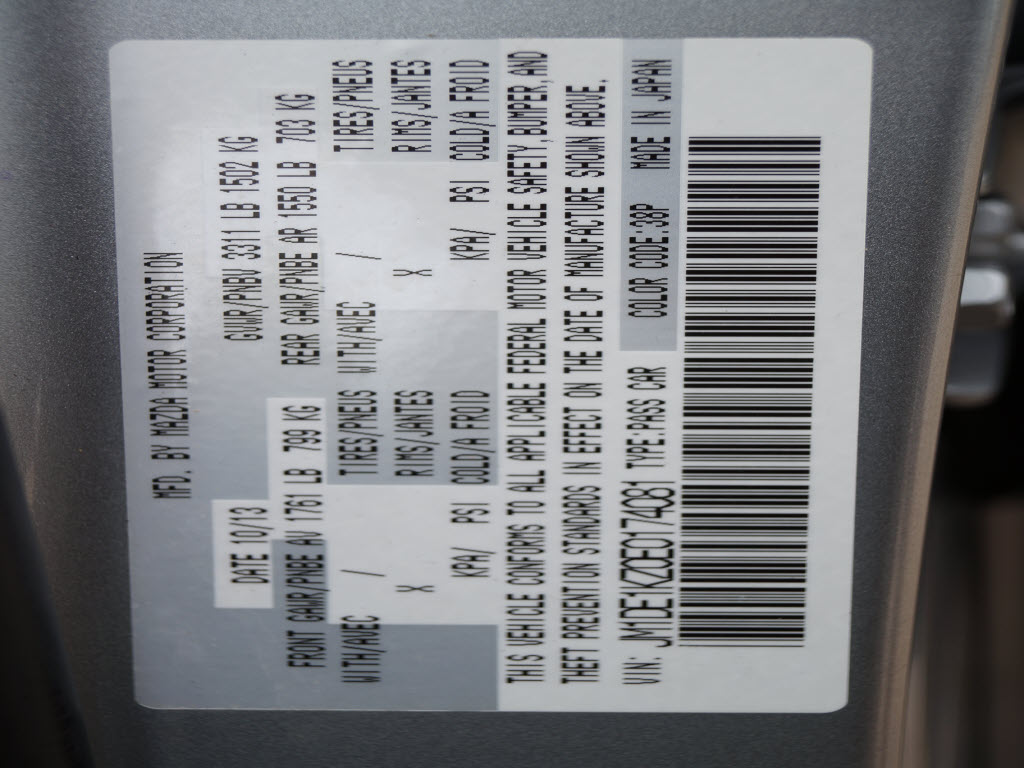 MFD. BY MAZDA MOTOR CORPORATION
DATE 10/13 GVWR/PNBV 3311 LB 1502 KG
FRONT GAWR/PNBE AV 1761 LB 799 KG REAR GAWR/PNBE AR 1550 LB 703 KG
WITH/AVEC / TIRES/PNEUS WITH/AVEC / TIRES/PNEUS
X RIMS/JANTES X RIMS/JANTES
KPA/ PSI COLD/A FROID KPA/ PSI COLD/A FROID
THIS VEHICLE CONFORMS TO ALL APPLICABLE FEDERAL MOTOR VEHICLE SAFETY, BUMPER, AND
THEFT PREVENTION STANDARDS IN EFFECT ON THE DATE OF MANUFACTURE SHOWN ABOVE.
VIN: JM1DE1KZ0E0174881 TYPE:PASS CAR COLOR CODE 38P MADE IN JAPAN